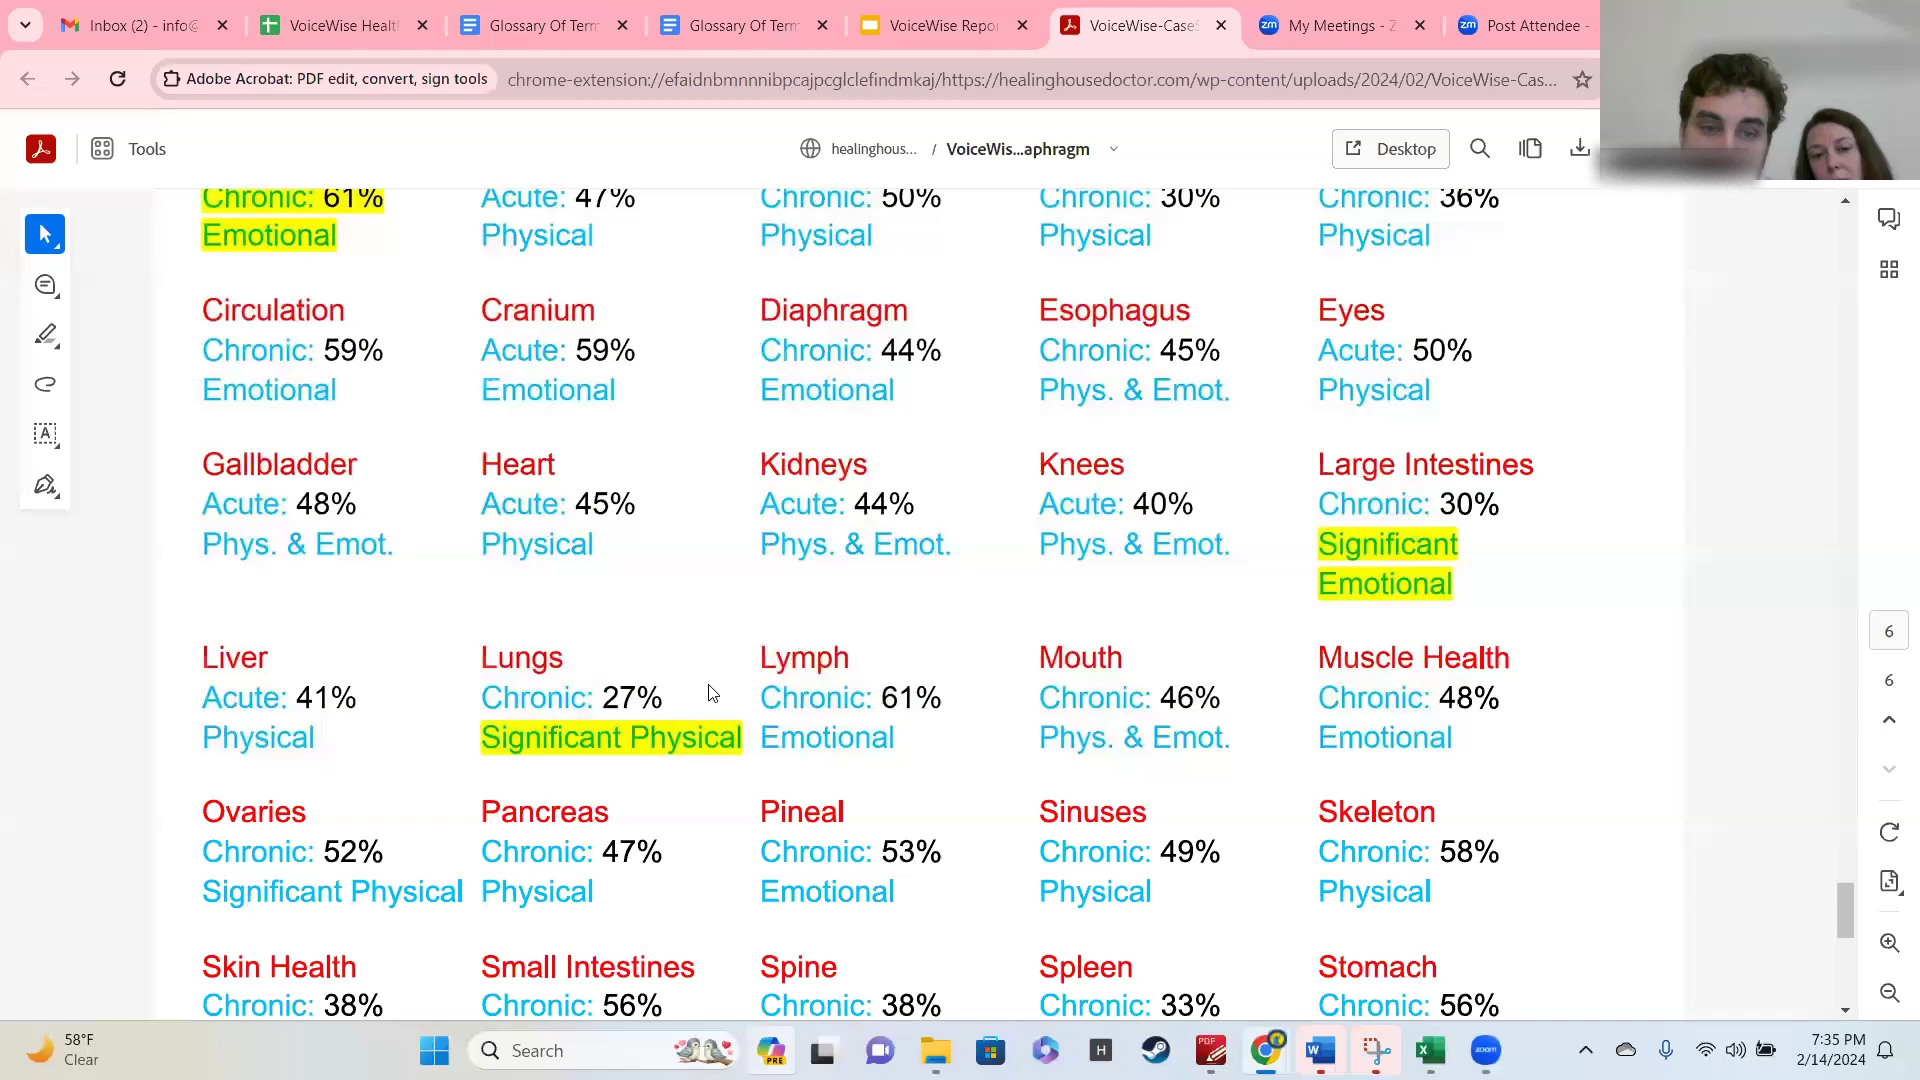 Inbox (2) - info@
VoiceWise Healt
Glossary Of Term
Glossary Of Term
VoiceWise Repo
VoiceWise-CaseS
My Meetings - Z
Post Attendee -
Adobe Acrobat: PDF edit, convert, sign tools
chrome-extension://efaidnbmnnnibpcajpcglclefindmkaj/https://healinghousedoctor.com/wp-content/uploads/2024/02/VoiceWise-Cas...
Tools
healinghous... / VoiceWis...aphragm
Desktop
Chronic: 61% Acute: 47% Chronic: 50% Chronic: 30% Chronic: 36%
Emotional Physical Physical Physical Physical
Circulation Cranium Diaphragm Esophagus Eyes
Chronic: 59% Acute: 59% Chronic: 44% Chronic: 45% Acute: 50%
Emotional Emotional Emotional Phys. & Emot. Physical
Gallbladder Heart Kidneys Knees Large Intestines
Acute: 48% Acute: 45% Acute: 44% Acute: 40% Chronic: 30%
Phys. & Emot. Physical Phys. & Emot. Phys. & Emot. Significant
Emotional
6
Liver Lungs Lymph Mouth Muscle Health
6
Acute: 41% Chronic: 27% Chronic: 61% Chronic: 46% Chronic: 48%
Physical Significant Physical Emotional Phys. & Emot. Emotional
Ovaries Pancreas Pineal Sinuses Skeleton
Chronic: 52% Chronic: 47% Chronic: 53% Chronic: 49% Chronic: 58%
Significant Physical Physical Emotional Physical Physical
Skin Health Small Intestines Spine Spleen Stomach
Chronic: 38% Chronic: 56% Chronic: 38% Chronic: 33% Chronic: 56%
58°F
Clear
Search
PRE
H
PDF
zoom
7:35 PM
2/14/2024